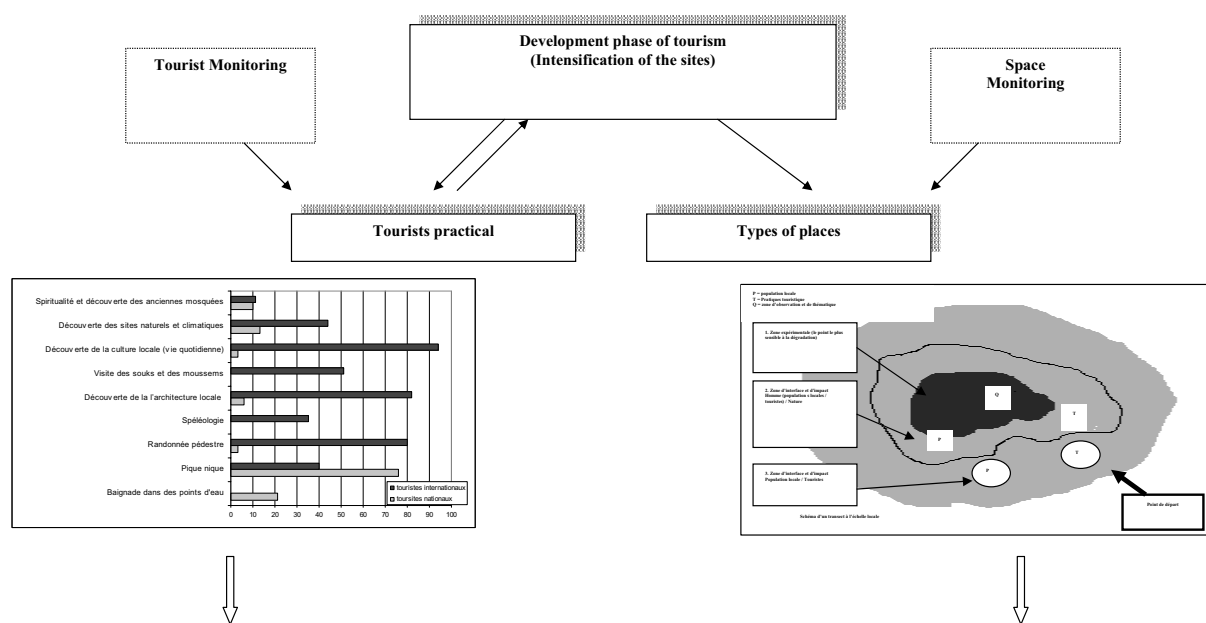 Development phase of tourism
(Intensification of the sites)
Tourist Monitoring
Space
Monitoring
Tourists practical
Types of places
Spiritualité et découverte des anciennes mosquées
Découverte des sites naturels et climatiques
Découverte de la culture locale (vie quotidienne)
Visite des souks et des moussems
Découverte de la l'architecture locale
Spéléologie
Randonnée pédestre
Pique nique
Baignade dans des points d'eau
touristes internationaux
toursites nationaux
0 10 20 30 40 50 60 70 80 90 100
P = population locale
T = Pratiques touristique
Q = zone d'observation et de thématique
1. Zone expérimentale (le point le plus
sensible à la dégradation)
2. Zone d'interface et d'impact
Homme (population s locales /
touristes) / Nature
3. Zone d'interface et d'impact
Population locale / Touristes
Q
T
P
T
P
Point de départ
Schéma d'un transect à l'échelle locale